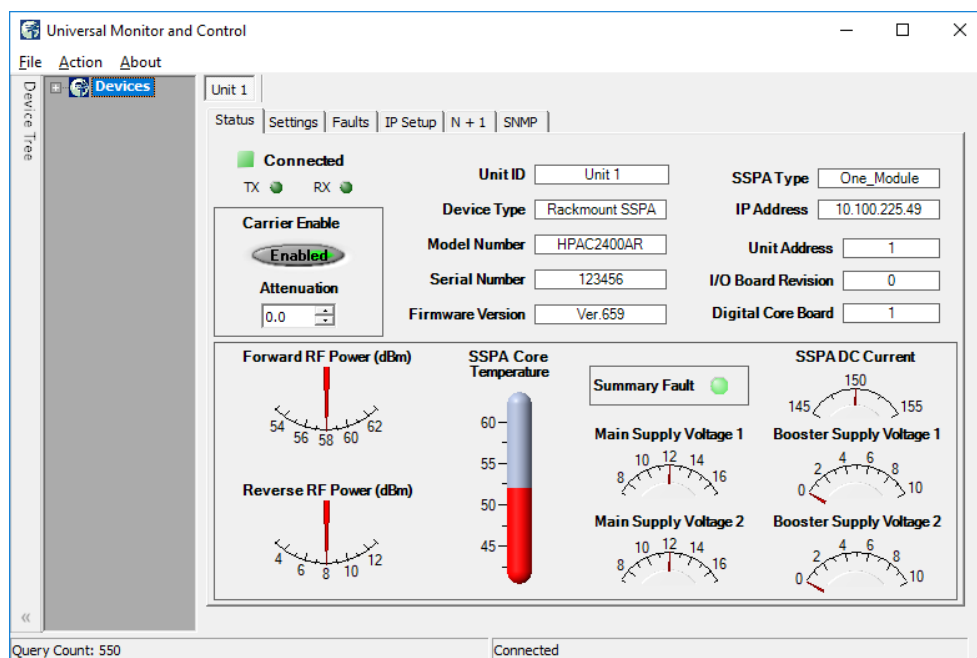 Universal Monitor and Control
File Action About
Device Tree
Devices
Unit 1
Status Settings Faults IP Setup N + 1 SNMP
Connected
TX RX
Carrier Enable
Enabled
Attenuation
0.0
Unit ID Unit 1
Device Type Rackmount SSPA
Model Number HPAC2400AR
Serial Number 123456
Firmware Version Ver.659
SSPA Type One_Module
IP Address 10.100.225.49
Unit Address 1
I/O Board Revision 0
Digital Core Board 1
Forward RF Power (dBm)
54 56 58 60 62
Reverse RF Power (dBm)
4 6 8 10 12
SSPA Core
Temperature
60
55
50
45
Summary Fault
Main Supply Voltage 1
8 10 12 14 16
Main Supply Voltage 2
8 10 12 14 16
SSPA DC Current
145 150 155
Booster Supply Voltage 1
0 2 4 6 8 10
Booster Supply Voltage 2
0 2 4 6 8 10
«
Query Count: 550
Connected